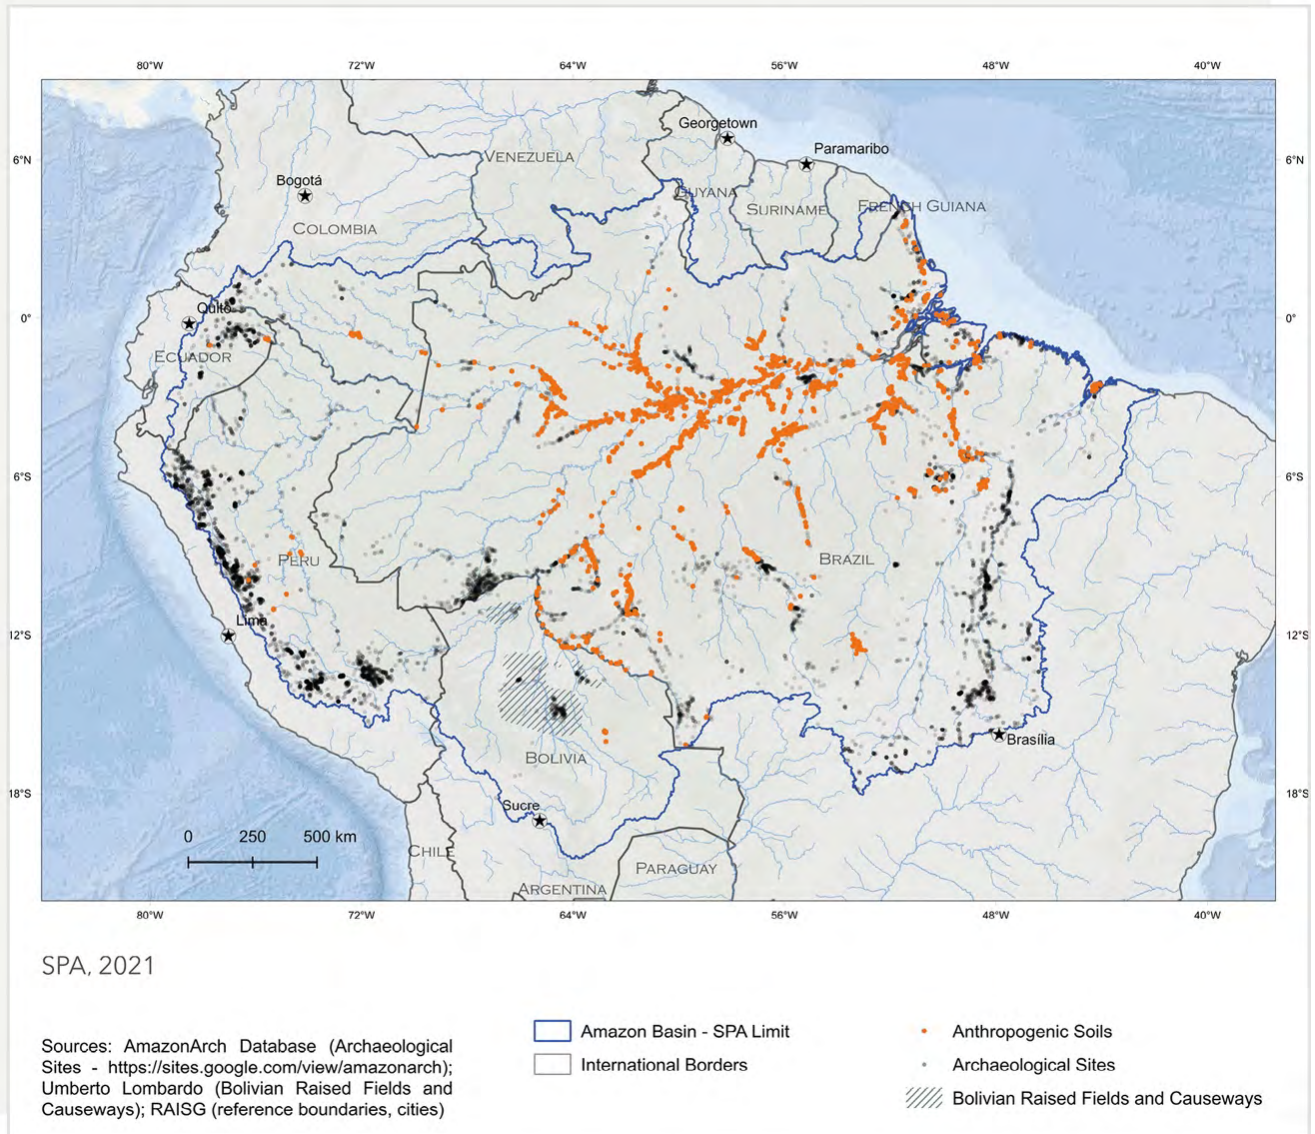 80°W 72°W 64°W 56°W 48°W 40°W
Georgetown
Paramaribo
6°N 6°N
VENEZUELA
Bogotá
GUYANA
SURINAME FRENCH GUIANA
COLOMBIA
Quito
0° 0°
ECUADOR
6°S 6°S
PERU BRAZIL
Lima
12°S 12°S
Brasília
BOLIVIA
18°S 18°S
Sucre
0 250 500 km
CHILE
PARAGUAY
ARGENTINA
80°W 72°W 64°W 56°W 48°W 40°W
SPA, 2021
Sources: AmazonArch Database (Archaeological
Sites - https://sites.google.com/view/amazonarch);
Umberto Lombardo (Bolivian Raised Fields and
Causeways); RAISG (reference boundaries, cities)
Amazon Basin - SPA Limit
International Borders
Anthropogenic Soils
Archaeological Sites
Bolivian Raised Fields and Causeways